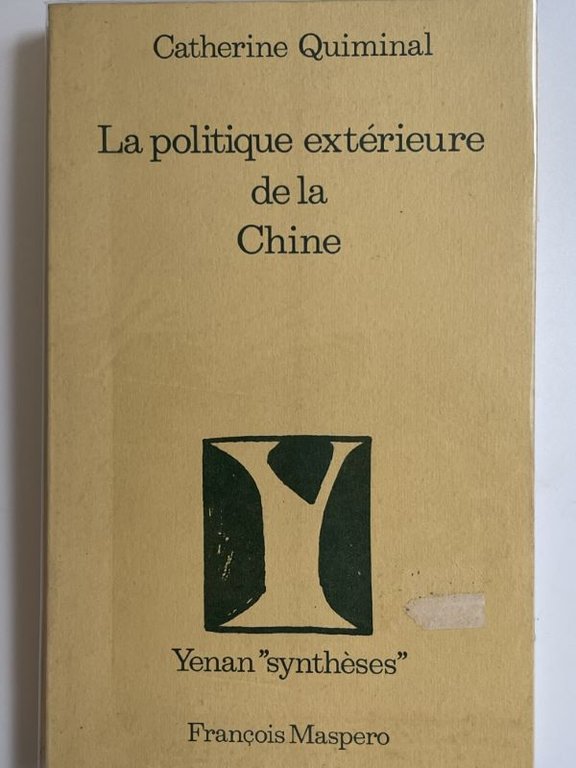 Catherine Quiminal
La politique extérieure
de la
Chine
Y
Yenan "synthèses"
François Maspero